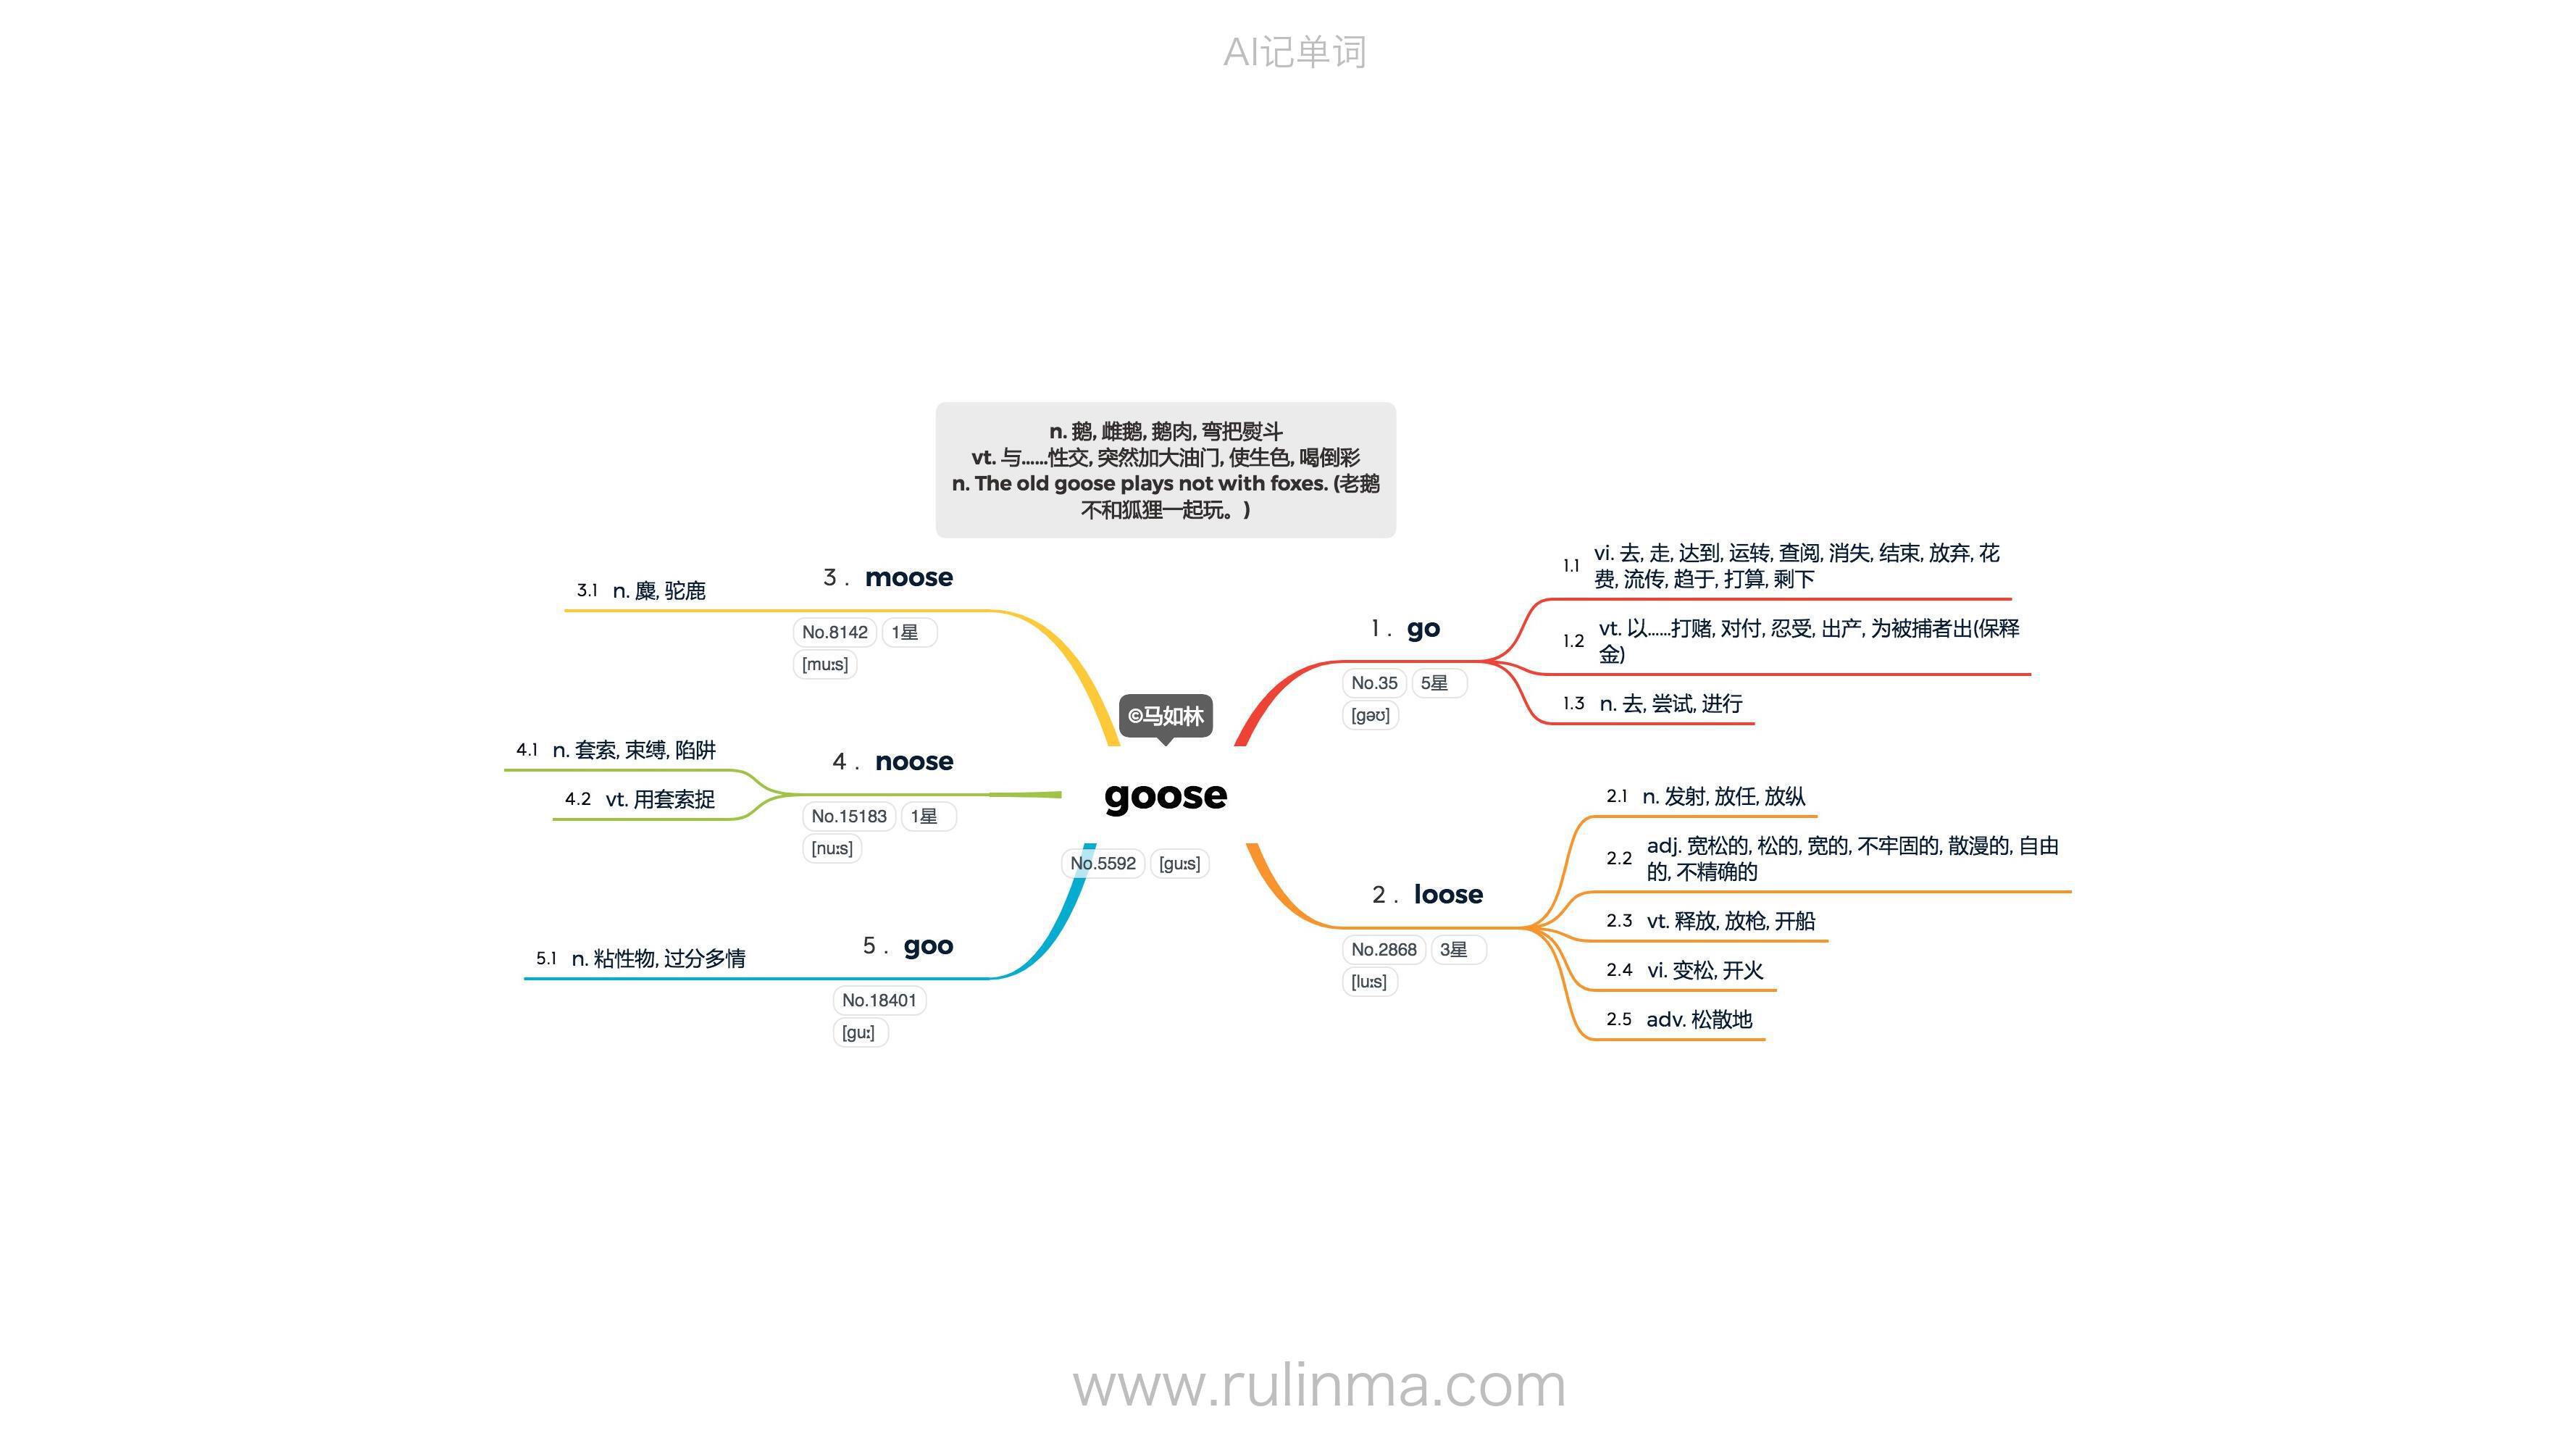 AI记单词
n. 鹅, 雌鹅, 鹅肉, 弯把熨斗
vt. 与......性交, 突然加大油门, 使生色, 喝倒彩
n. The old goose plays not with foxes. (老鹅
不和狐狸一起玩。)
©马如林
goose
No.5592 [guːs]
1 . go
No.35 5星
[gəʊ]
1.1 vi. 去, 走, 达到, 运转, 查阅, 消失, 结束, 放弃, 花
费, 流传, 趋于, 打算, 剩下
1.2 vt. 以......打赌, 对付, 忍受, 出产, 为被捕者出(保释
金)
1.3 n. 去, 尝试, 进行
2 . loose
No.2868 3星
[luːs]
2.1 n. 发射, 放任, 放纵
2.2 adj. 宽松的, 松的, 宽的, 不牢固的, 散漫的, 自由
的, 不精确的
2.3 vt. 释放, 放枪, 开船
2.4 vi. 变松, 开火
2.5 adv. 松散地
3 . moose
No.8142 1星
[muːs]
3.1 n. 麋, 驼鹿
4 . noose
No.15183 1星
[nuːs]
4.1 n. 套索, 束缚, 陷阱
4.2 vt. 用套索捉
5 . goo
No.18401
[guː]
5.1 n. 粘性物, 过分多情
www.rulinma.com